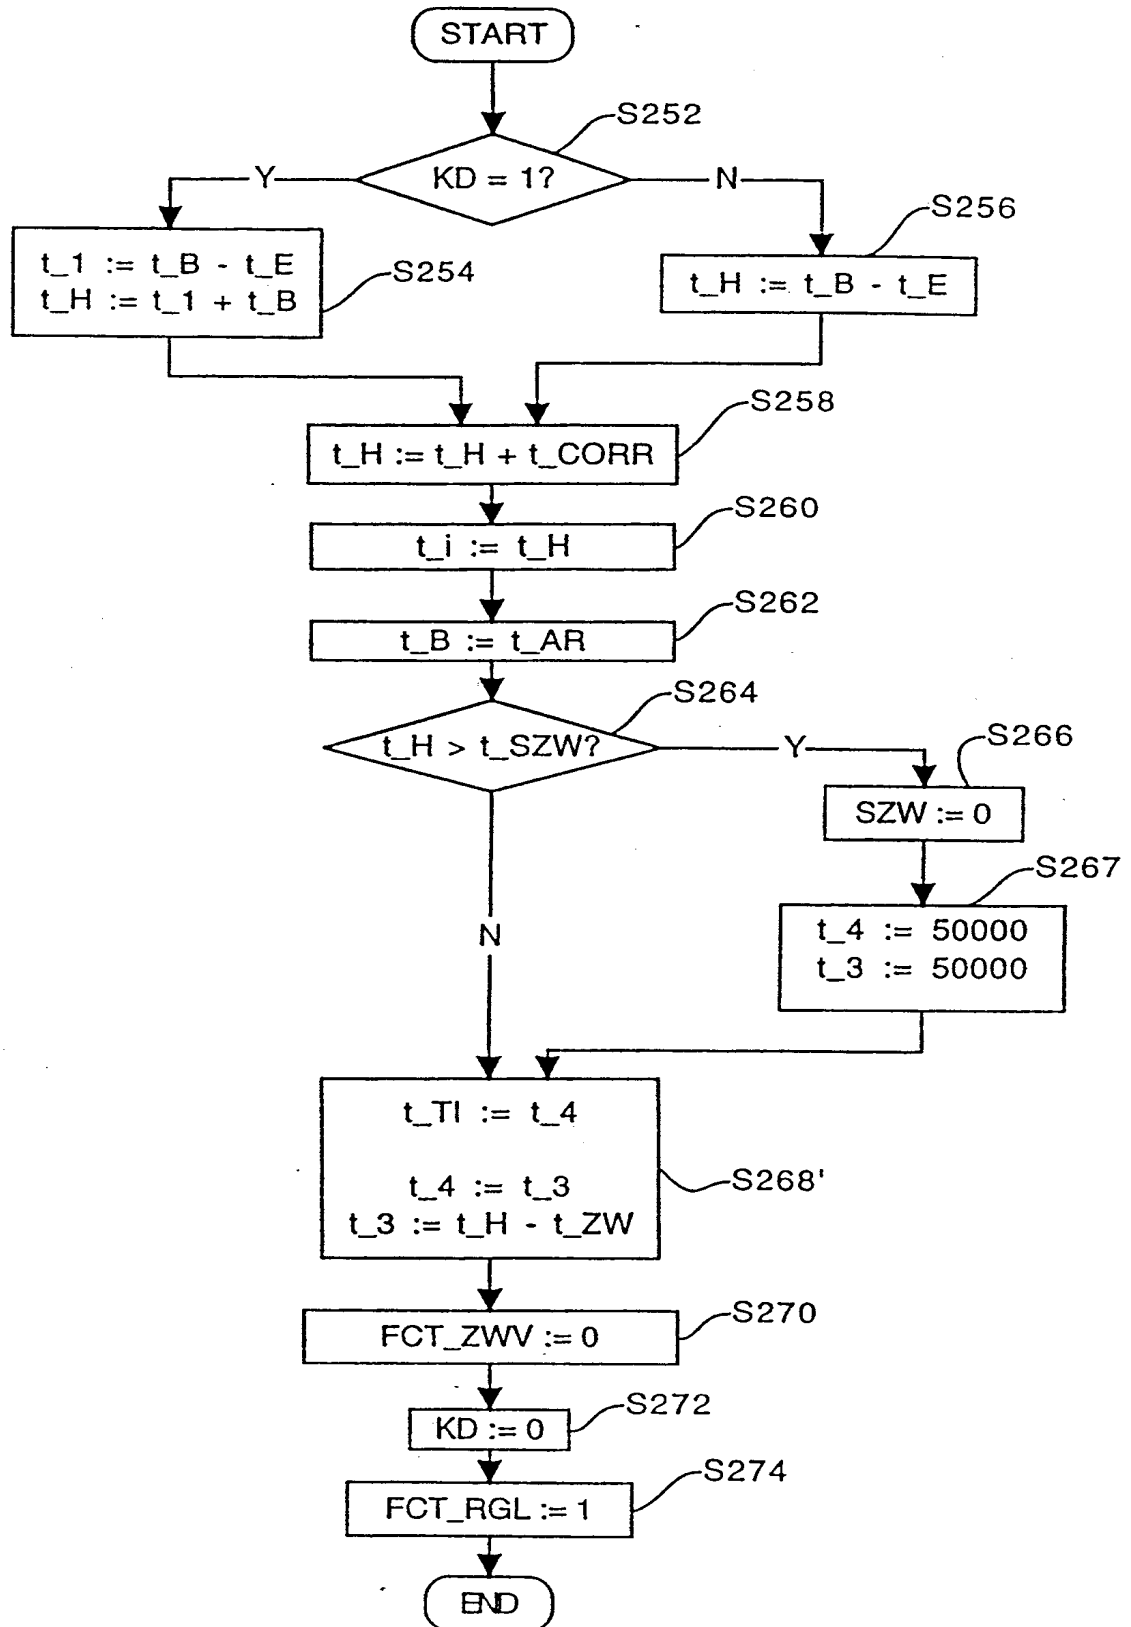 START
S252
KD = 1?
Y
N
S256
t_1 := t_B - t_E
t_H := t_1 + t_B
S254
t_H := t_B - t_E
S258
t_H := t_H + t_CORR
S260
t_i := t_H
S262
t_B := t_AR
S264
t_H > t_SZW?
Y
S266
SZW := 0
S267
t_4 := 50000
t_3 := 50000
N
t_TI := t_4
t_4 := t_3
t_3 := t_H - t_ZW
S268'
S270
FCT_ZWV := 0
S272
KD := 0
S274
FCT_RGL := 1
END